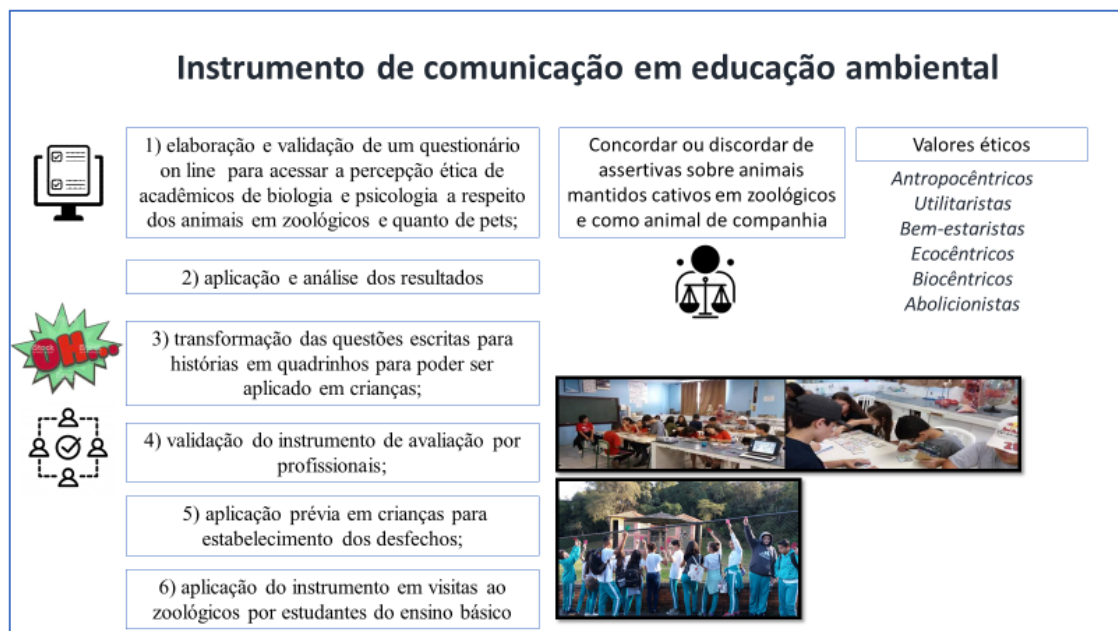 Instrumento de comunicação em educação ambiental
1) elaboração e validação de um questionário
on line para acessar a percepção ética de
acadêmicos de biologia e psicologia a respeito
dos animais em zoológicos e quanto de pets;
2) aplicação e análise dos resultados
3) transformação das questões escritas para
histórias em quadrinhos para poder ser
aplicado em crianças;
4) validação do instrumento de avaliação por
profissionais;
5) aplicação prévia em crianças para
estabelecimento dos desfechos;
6) aplicação do instrumento em visitas ao
zoológicos por estudantes do ensino básico
Concordar ou discordar de
assertivas sobre animais
mantidos cativos em zoológicos
e como animal de companhia
Valores éticos
Antropocêntricos
Utilitaristas
Bem-estaristas
Ecocêntricos
Biocêntricos
Abolicionistas
OH...